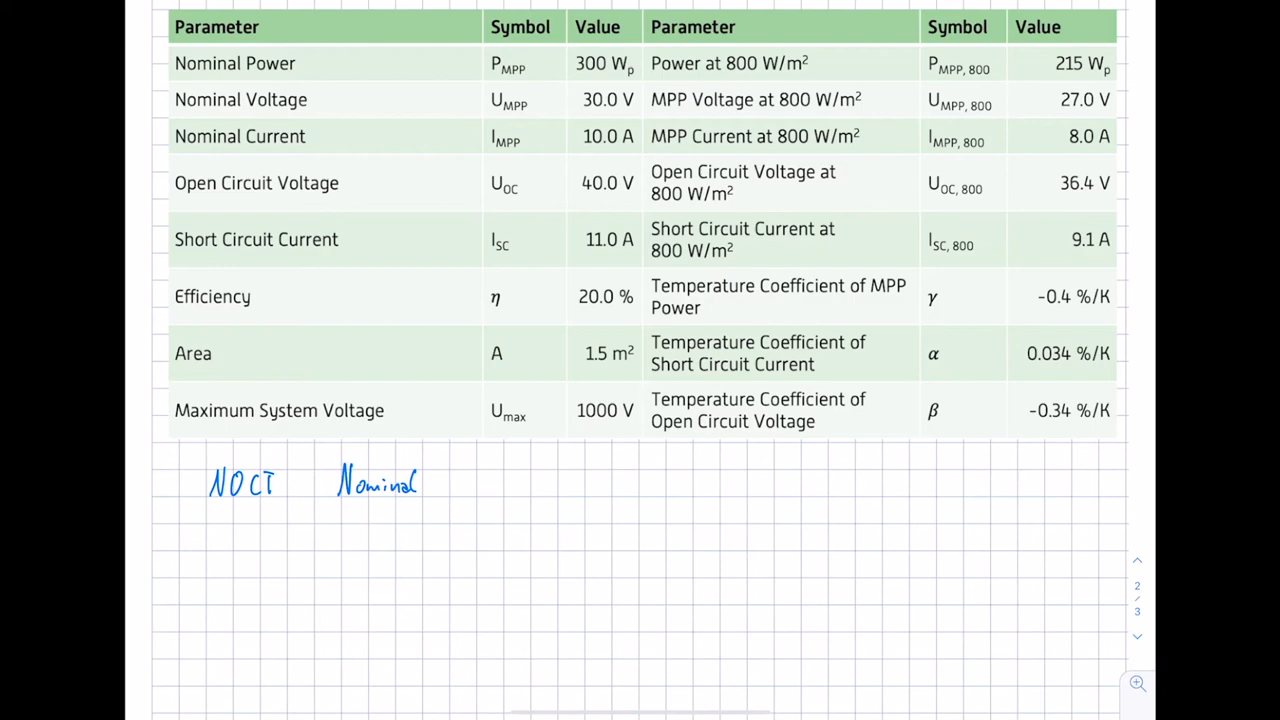 Parameter Symbol Value Parameter Symbol Value
Nominal Power P_MPP 300 W_p Power at 800 W/m² P_MPP, 800 215 W_p
Nominal Voltage U_MPP 30.0 V MPP Voltage at 800 W/m² U_MPP, 800 27.0 V
Nominal Current I_MPP 10.0 A MPP Current at 800 W/m² I_MPP, 800 8.0 A
Open Circuit Voltage U_OC 40.0 V Open Circuit Voltage at
800 W/m² U_OC, 800 36.4 V
Short Circuit Current I_SC 11.0 A Short Circuit Current at
800 W/m² I_SC, 800 9.1 A
Efficiency η 20.0 % Temperature Coefficient of MPP
Power γ -0.4 %/K
Area A 1.5 m² Temperature Coefficient of
Short Circuit Current α 0.034 %/K
Maximum System Voltage U_max 1000 V Temperature Coefficient of
Open Circuit Voltage β -0.34 %/K
NOCT Nominal
2
/
3